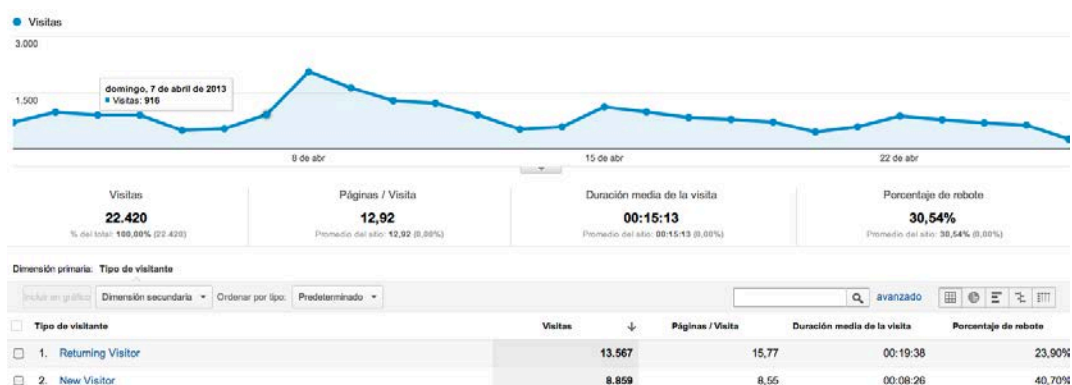 Visitas
3.000
1.500
domingo, 7 de abril de 2013
Visitas: 916
8 de abr
15 de abr
22 de abr
Visitas
Páginas / Visita
Duración media de la visita
Porcentaje de rebote
22.420
12,92
00:15:13
30,54%
% del total: 100,00% (22.420)
Promedio del sitio: 12,92 (0,00%)
Promedio del sitio: 00:15:13 (0,00%)
Promedio del sitio: 30,54% (0,00%)
Dimensión primaria: Tipo de visitante
Incluir en gráfico Dimensión secundaria Ordenar por tipo: Predeterminado avanzado
Tipo de visitante Visitas Páginas / Visita Duración media de la visita Porcentaje de rebote
1. Returning Visitor 13.567 15,77 00:19:38 23,90%
2. New Visitor 8.859 8,55 00:08:26 40,70%